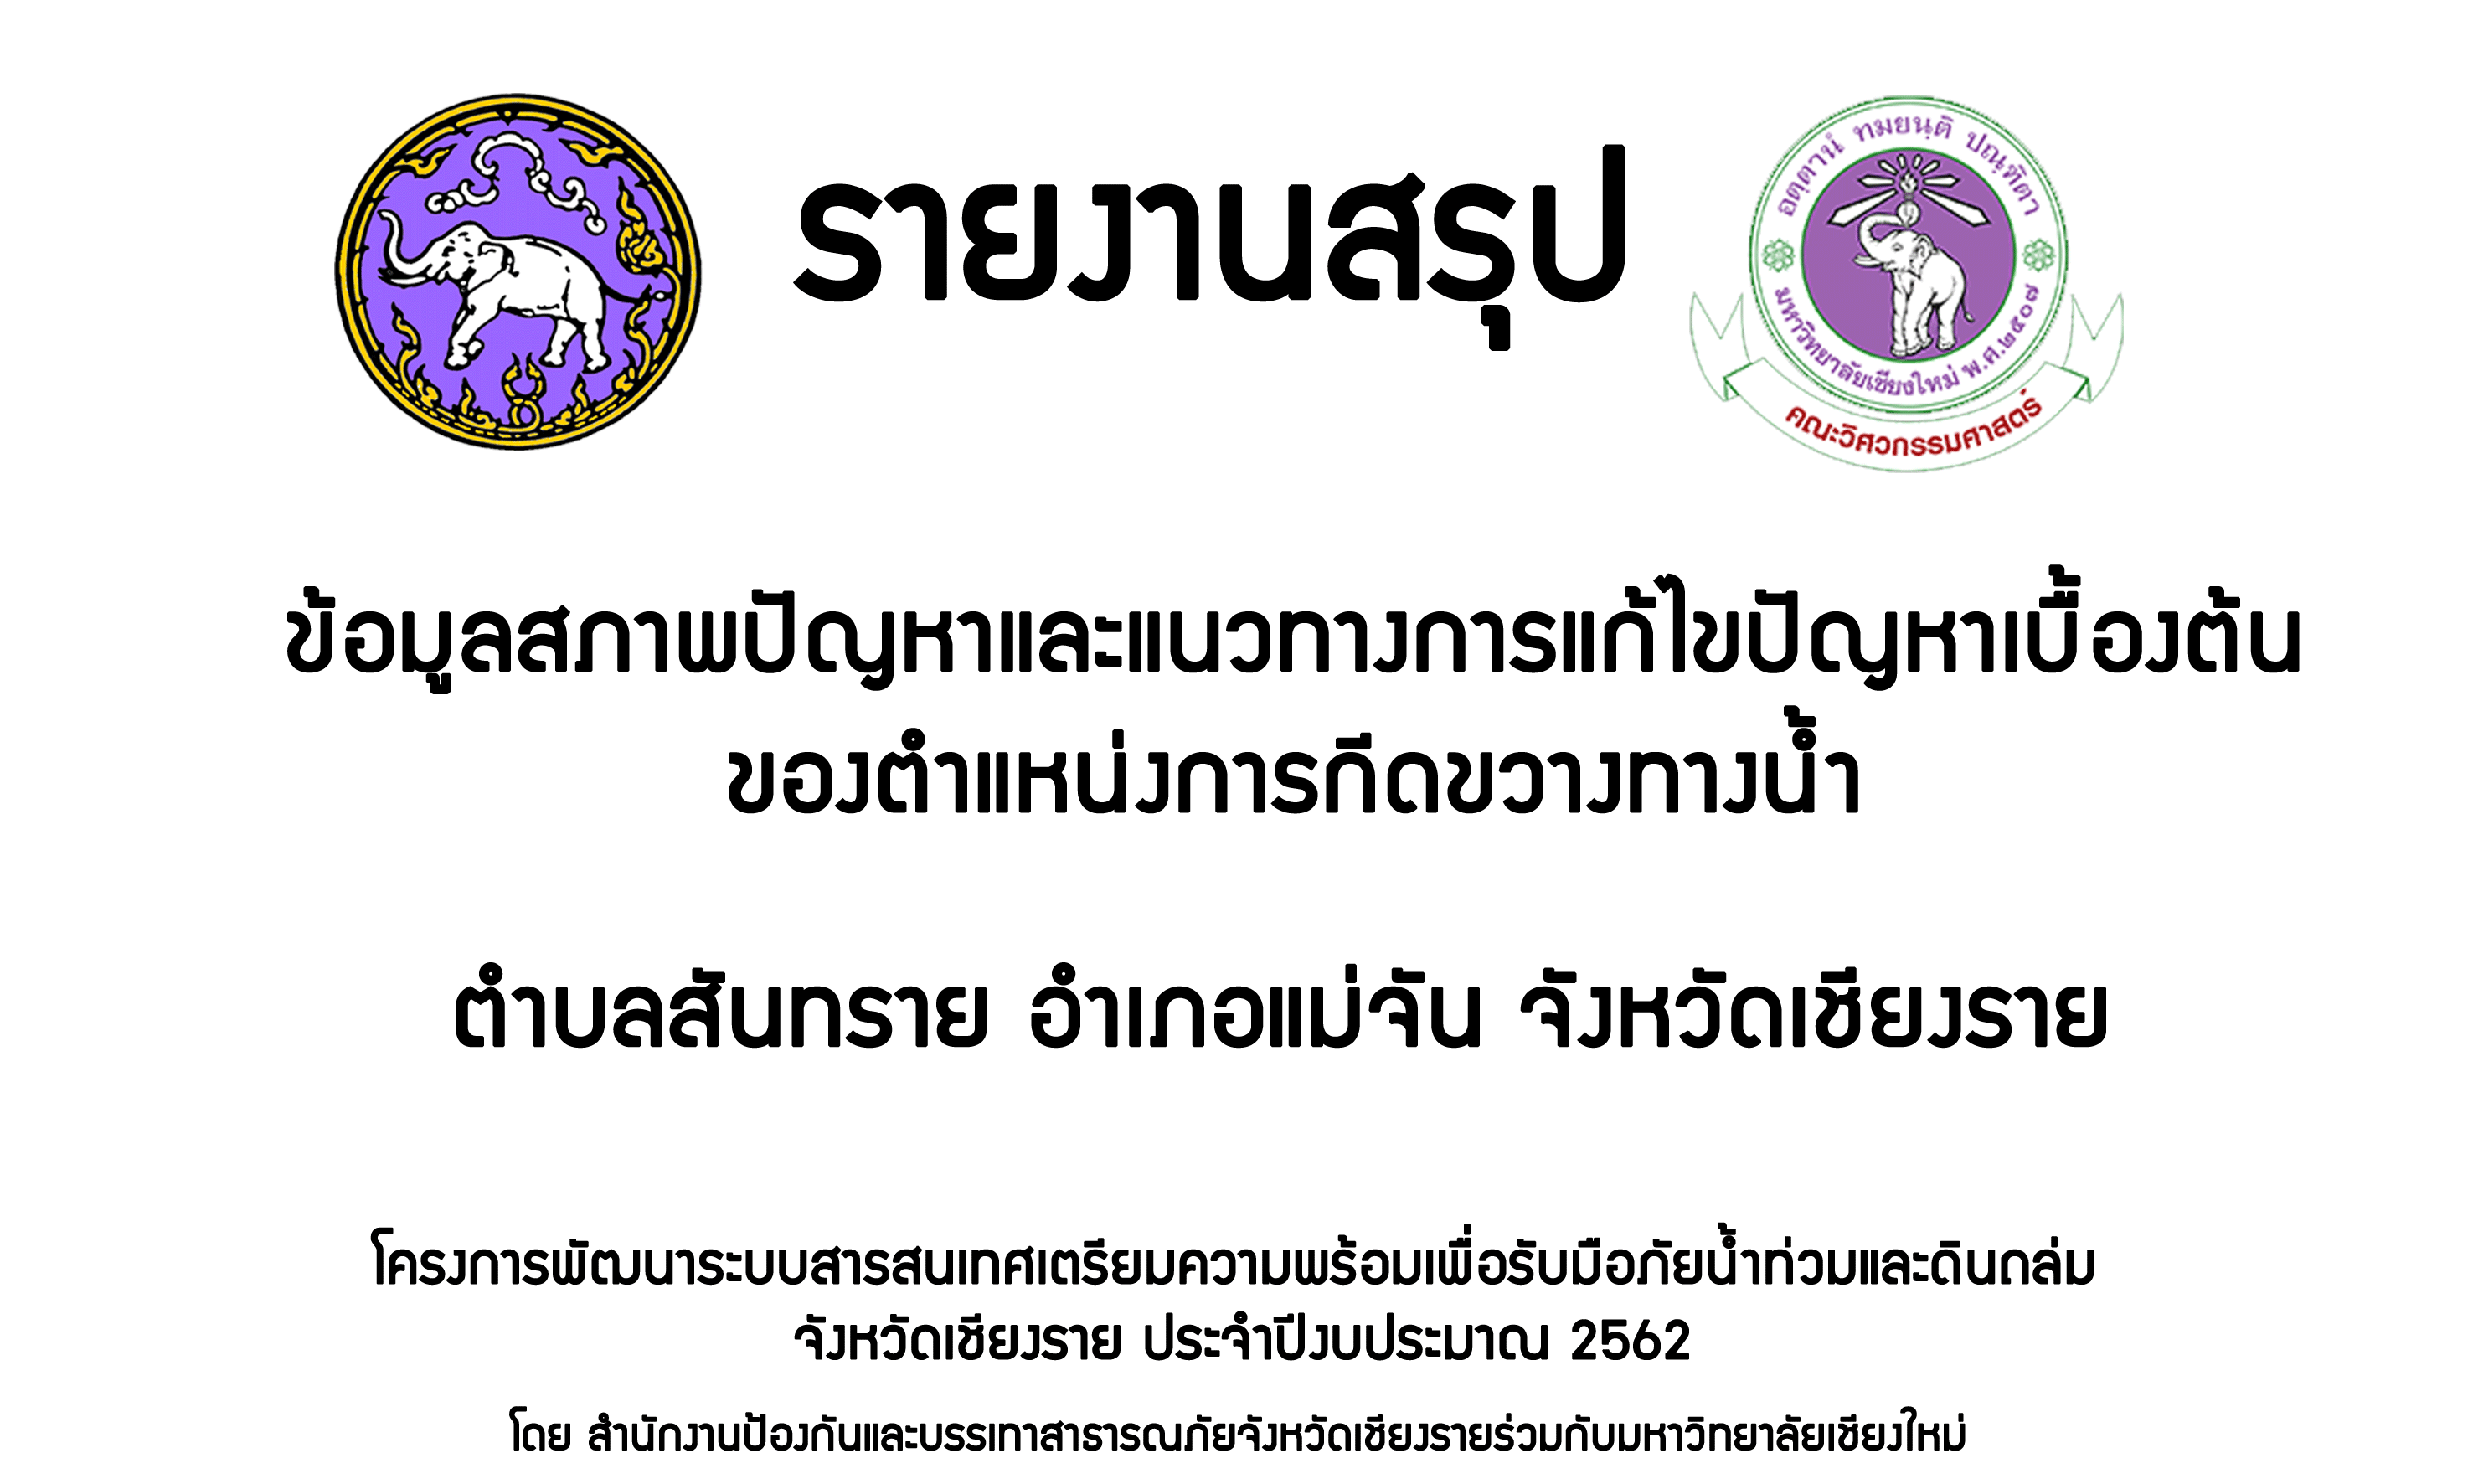 รายงานสรุป
อตฺตานํ ทมยนฺติ ปณฺฑิตา
มหาวิทยาลัยเชียงใหม่ พ.ศ.๒๕๐๗
คณะวิศวกรรมศาสตร์
ข้อมูลสภาพปัญหาและแนวทางการแก้ไขปัญหาเบื้องต้น
ของตำแหน่งการกีดขวางทางน้ำ
ตำบลสันทราย อำเภอแม่จัน จังหวัดเชียงราย
โครงการพัฒนาระบบสารสนเทศเตรียมความพร้อมเพื่อรับมือภัยน้ำท่วมและดินถล่ม
จังหวัดเชียงราย ประจำปีงบประมาณ 2562
โดย สำนักงานป้องกันและบรรเทาสาธารณภัยจังหวัดเชียงรายร่วมกับมหาวิทยาลัยเชียงใหม่